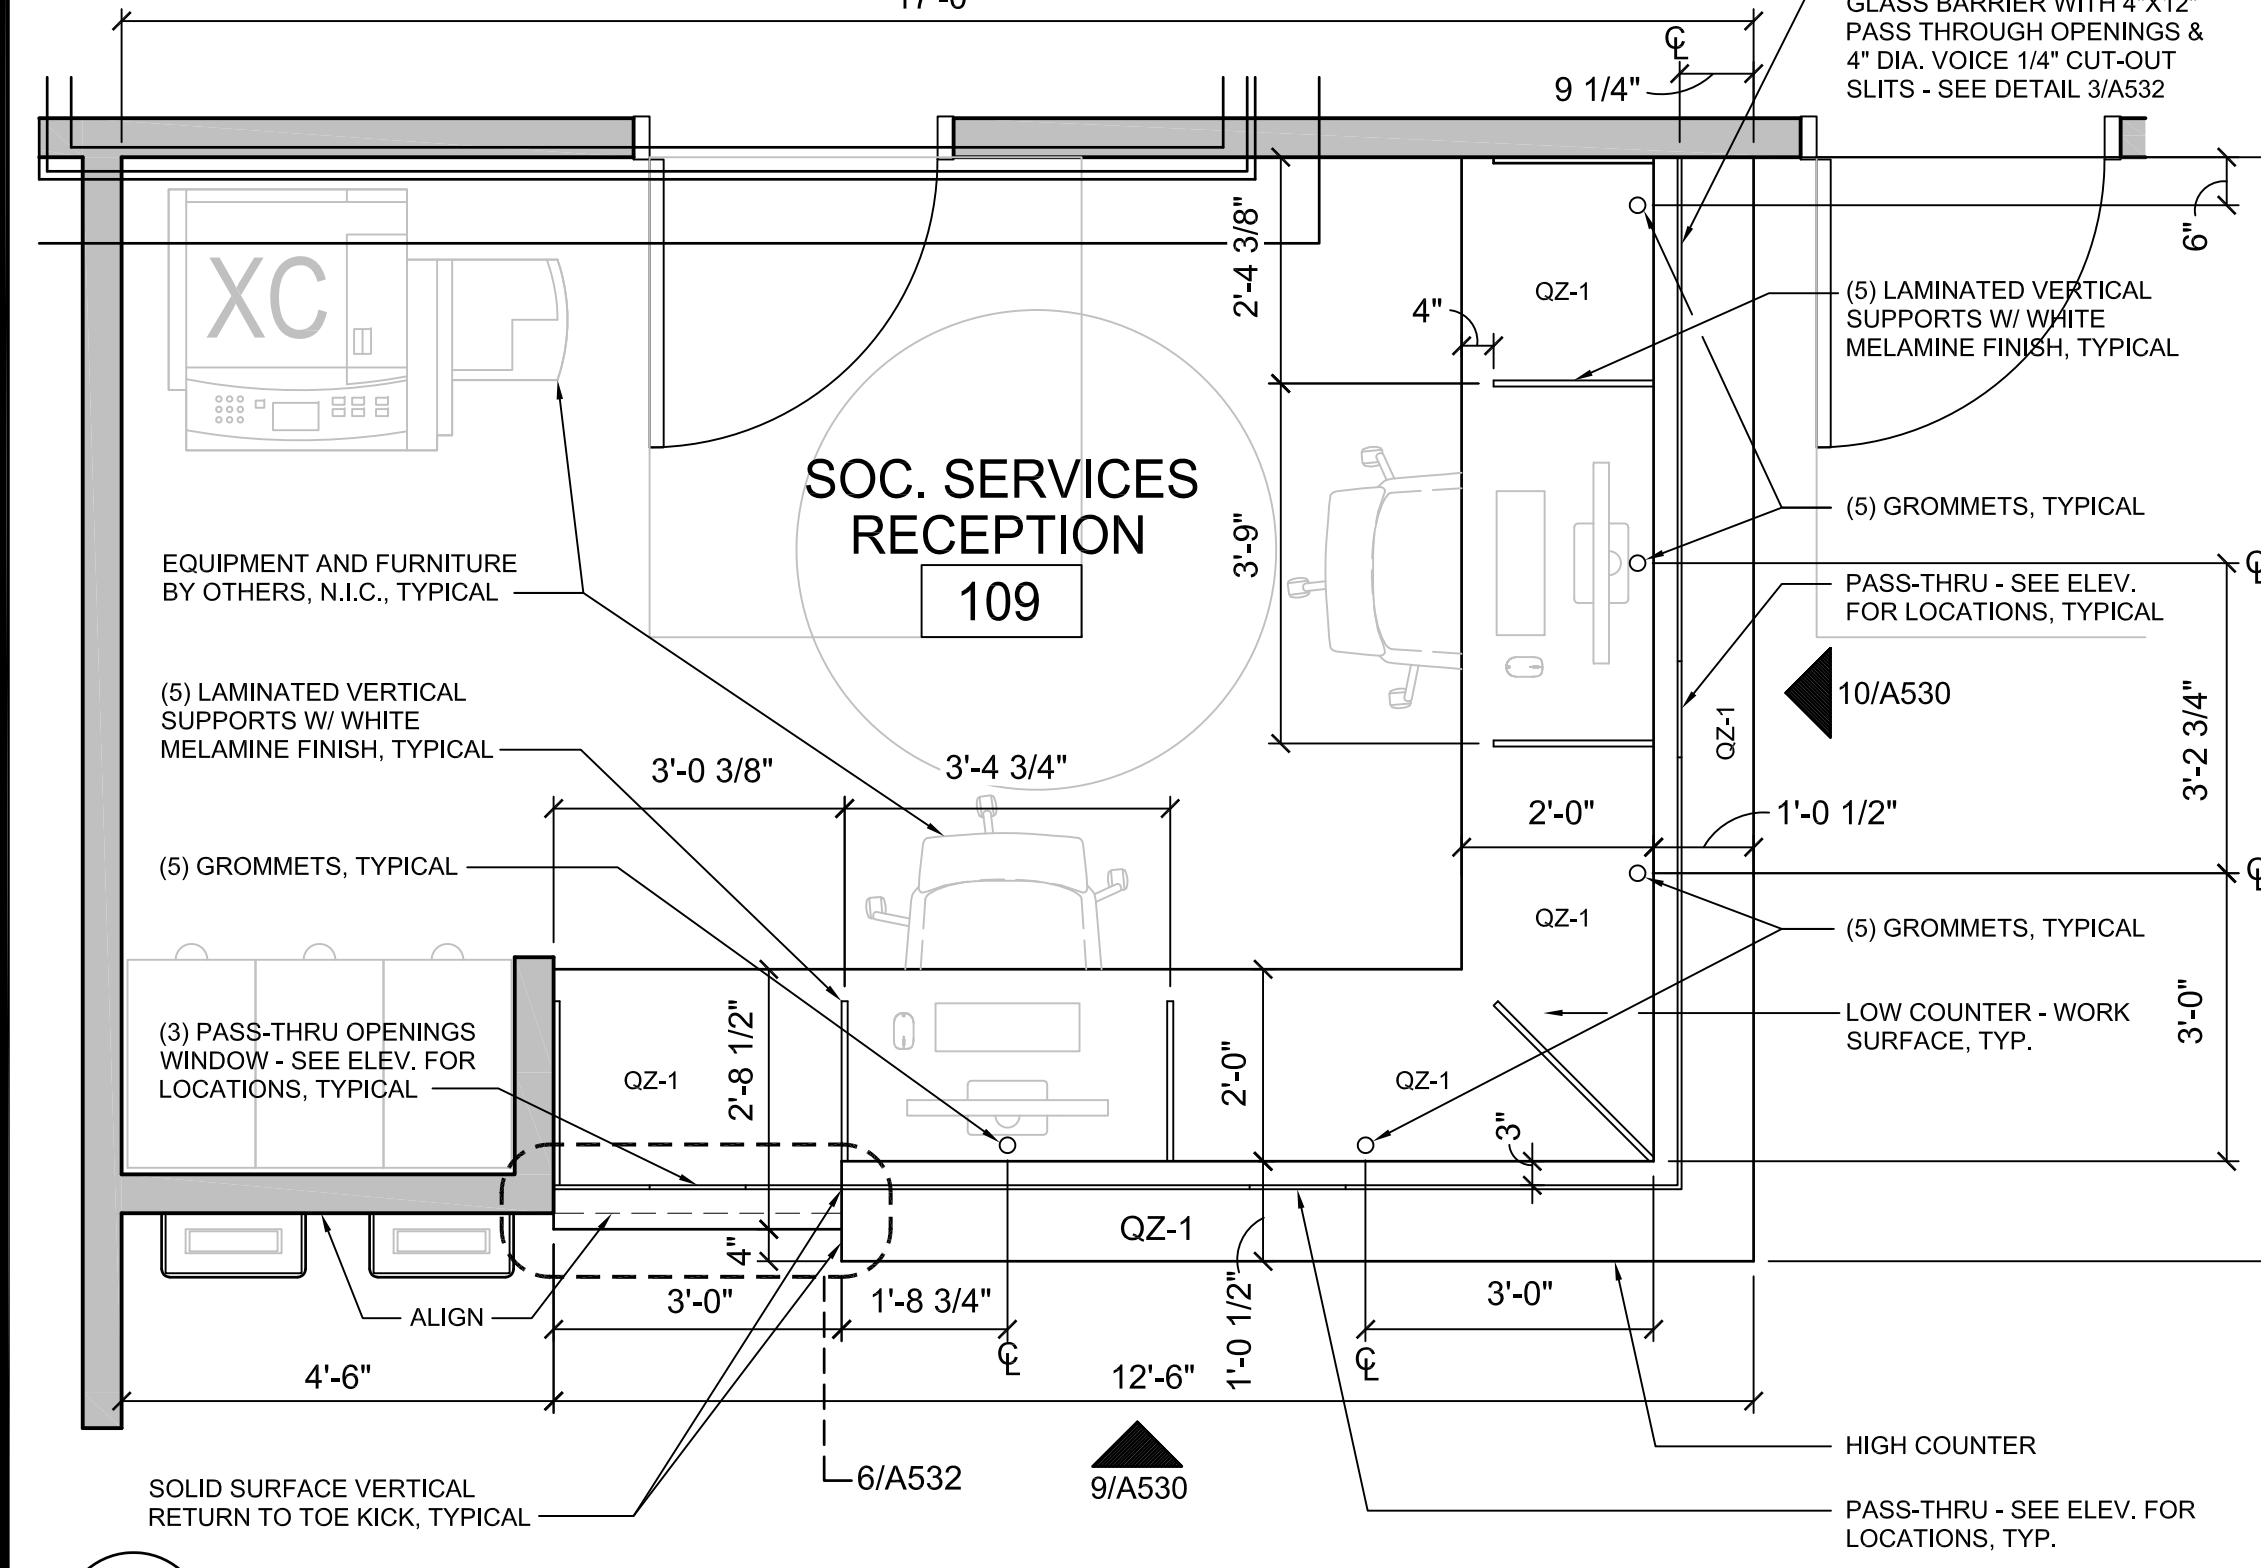 17'-0"
GLASS BARRIER WITH 4"X12"
PASS THROUGH OPENINGS &
4" DIA. VOICE 1/4" CUT-OUT
SLITS - SEE DETAIL 3/A532
9 1/4"
6"
XC
2'-4 3/8"
QZ-1
4"
(5) LAMINATED VERTICAL
SUPPORTS W/ WHITE
MELAMINE FINISH, TYPICAL
SOC. SERVICES
RECEPTION
109
3'-9"
(5) GROMMETS, TYPICAL
EQUIPMENT AND FURNITURE
BY OTHERS, N.I.C., TYPICAL
PASS-THRU - SEE ELEV.
FOR LOCATIONS, TYPICAL
10/A530
QZ-1
3'-2 3/4"
(5) LAMINATED VERTICAL
SUPPORTS W/ WHITE
MELAMINE FINISH, TYPICAL
3'-0 3/8"
3'-4 3/4"
2'-0"
1'-0 1/2"
(5) GROMMETS, TYPICAL
QZ-1
(5) GROMMETS, TYPICAL
(3) PASS-THRU OPENINGS
WINDOW - SEE ELEV. FOR
LOCATIONS, TYPICAL
QZ-1
2'-8 1/2"
2'-0"
QZ-1
3"
LOW COUNTER - WORK
SURFACE, TYP.
3'-0"
QZ-1
4"
ALIGN
3'-0"
1'-8 3/4"
1'-0 1/2"
3'-0"
4'-6"
12'-6"
HIGH COUNTER
6/A532
9/A530
SOLID SURFACE VERTICAL
RETURN TO TOE KICK, TYPICAL
PASS-THRU - SEE ELEV. FOR
LOCATIONS, TYP.